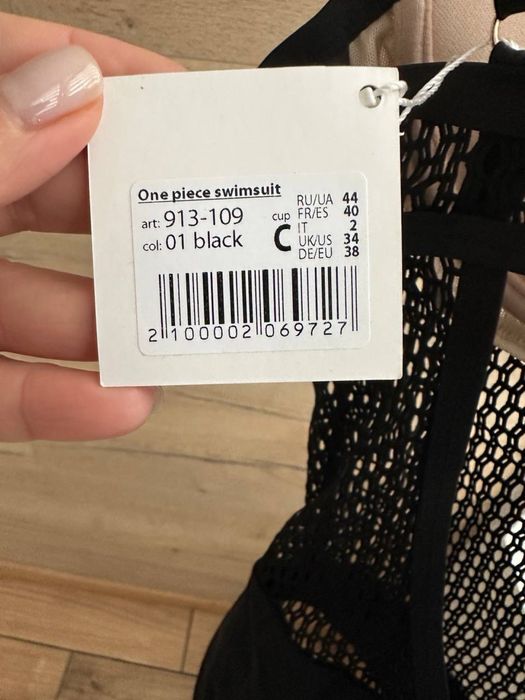 One piece swimsuit
art: 913-109
col: 01 black
cup
C
RU/UA 44
FR/ES 40
IT 2
UK/US 34
DE/EU 38
2 100002 069727